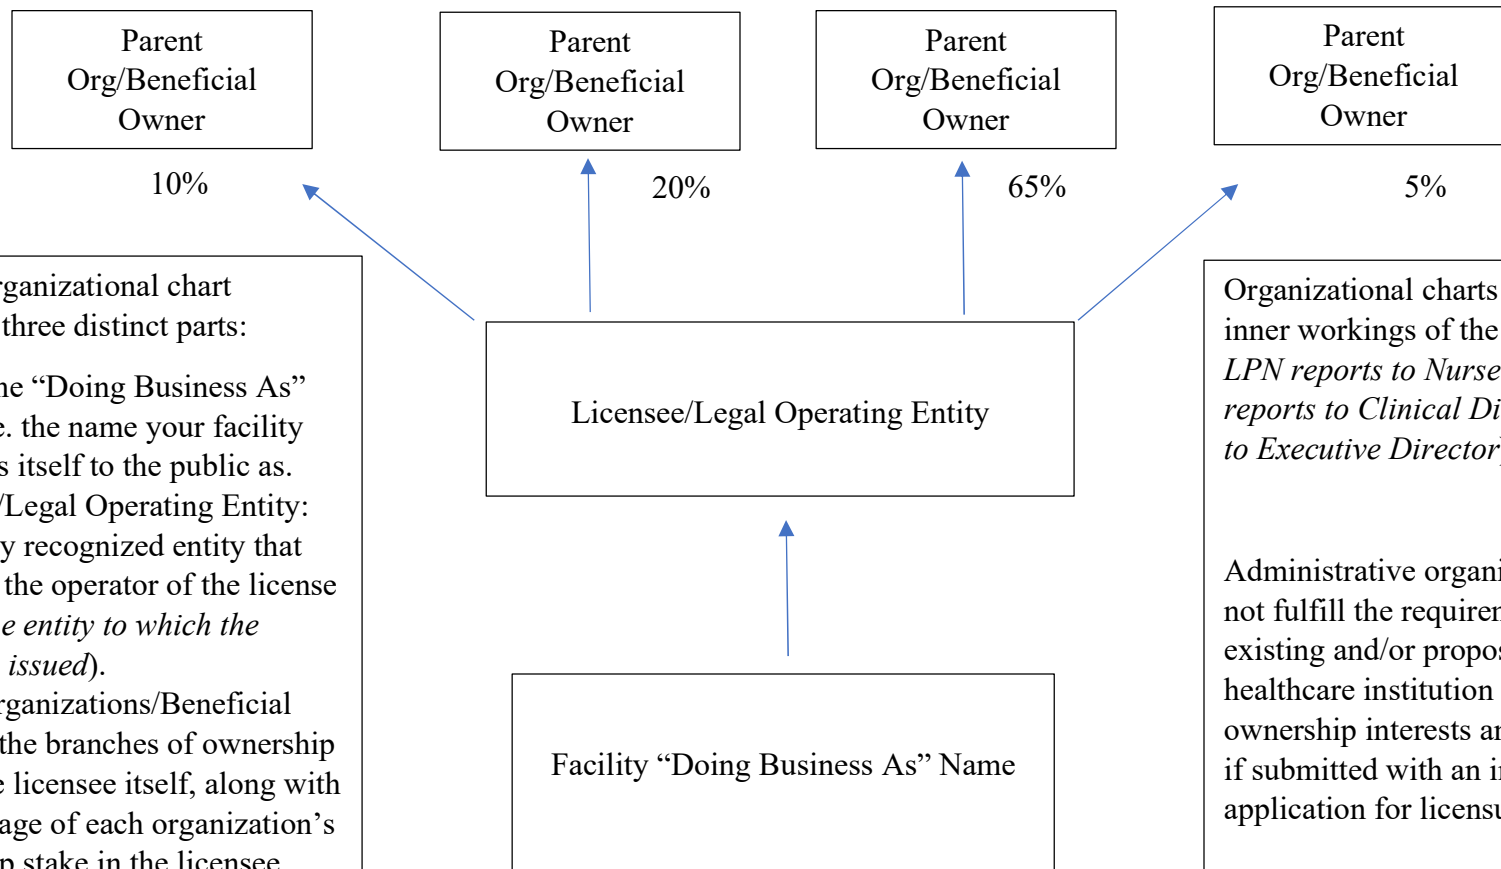 Parent
Org/Beneficial
Owner
Parent
Org/Beneficial
Owner
Parent
Org/Beneficial
Owner
Parent
Org/Beneficial
Owner
10%
20%
65%
5%
rganizational chart
three distinct parts:
ne “Doing Business As”
e. the name your facility
s itself to the public as.
/Legal Operating Entity:
y recognized entity that
the operator of the license
e entity to which the
issued).
rganizations/Beneficial
the branches of ownership
e licensee itself, along with
age of each organization’s
p stake in the licensee
Licensee/Legal Operating Entity
Facility “Doing Business As” Name
Organizational charts
inner workings of the
LPN reports to Nurse
reports to Clinical Di
to Executive Director
Administrative organi
not fulfill the requiren
existing and/or propos
healthcare institution
ownership interests ar
if submitted with an i
application for licensu